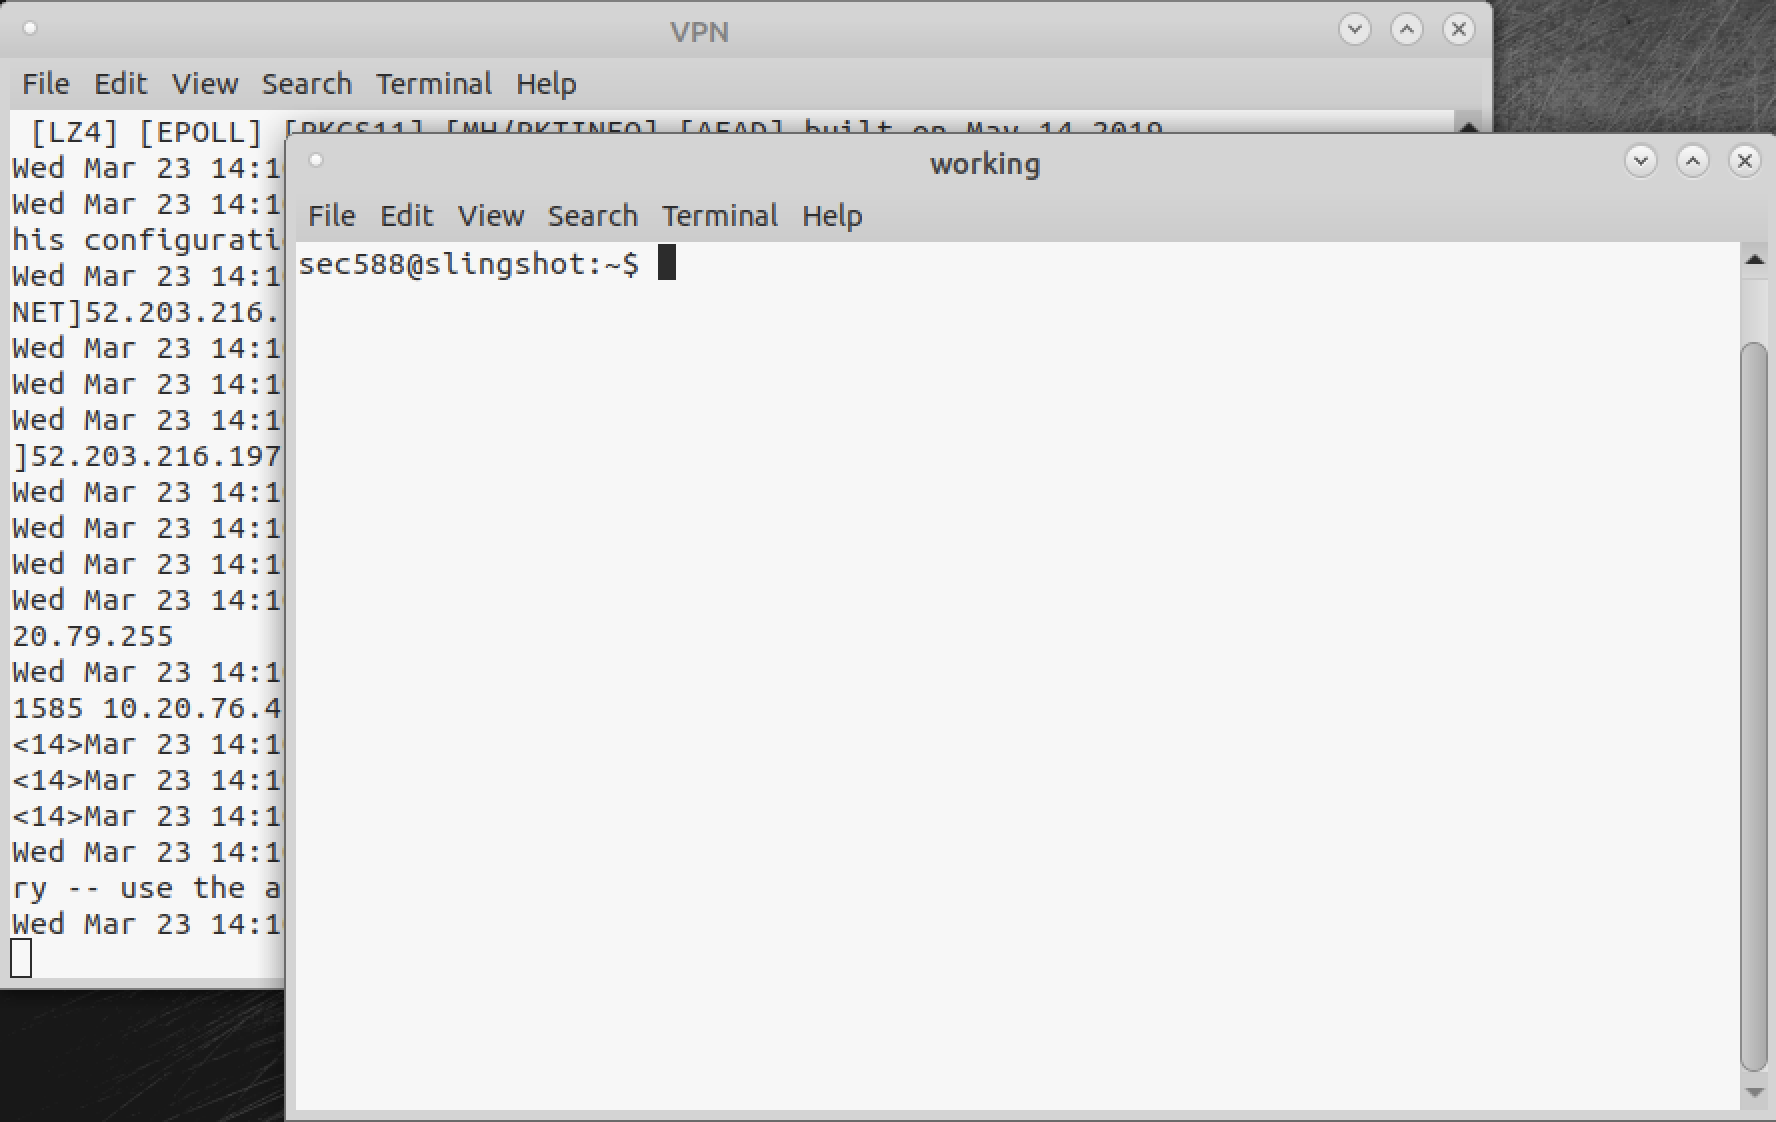 VPN
File Edit View Search Terminal Help
[LZ4] [EPOLL] [PKCS11] [MH/PKTINFO] [AEAD] built on May 14 2019
Wed Mar 23 14:1
Wed Mar 23 14:1
his configurati
Wed Mar 23 14:1
NET]52.203.216.
Wed Mar 23 14:1
Wed Mar 23 14:1
Wed Mar 23 14:1
]52.203.216.197
Wed Mar 23 14:1
Wed Mar 23 14:1
Wed Mar 23 14:1
Wed Mar 23 14:1
20.79.255
Wed Mar 23 14:1
1585 10.20.76.4
<14>Mar 23 14:1
<14>Mar 23 14:1
<14>Mar 23 14:1
Wed Mar 23 14:1
ry -- use the a
Wed Mar 23 14:1
working
File Edit View Search Terminal Help
sec588@slingshot:~$